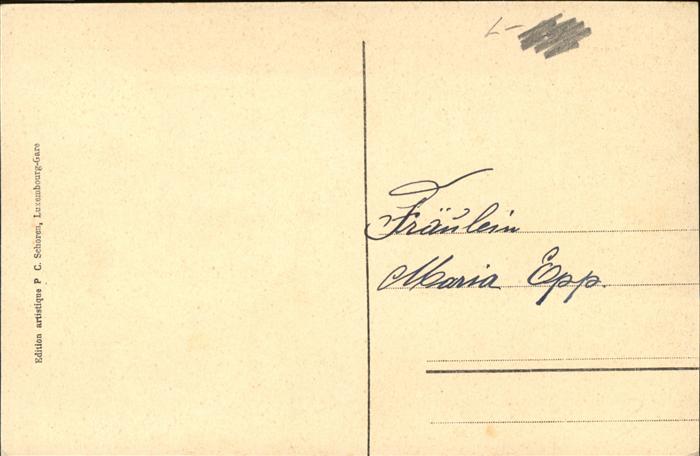 Edition artistique P. C. Schoren, Luxembourg-Gare
Fräulein
Maria Epp.